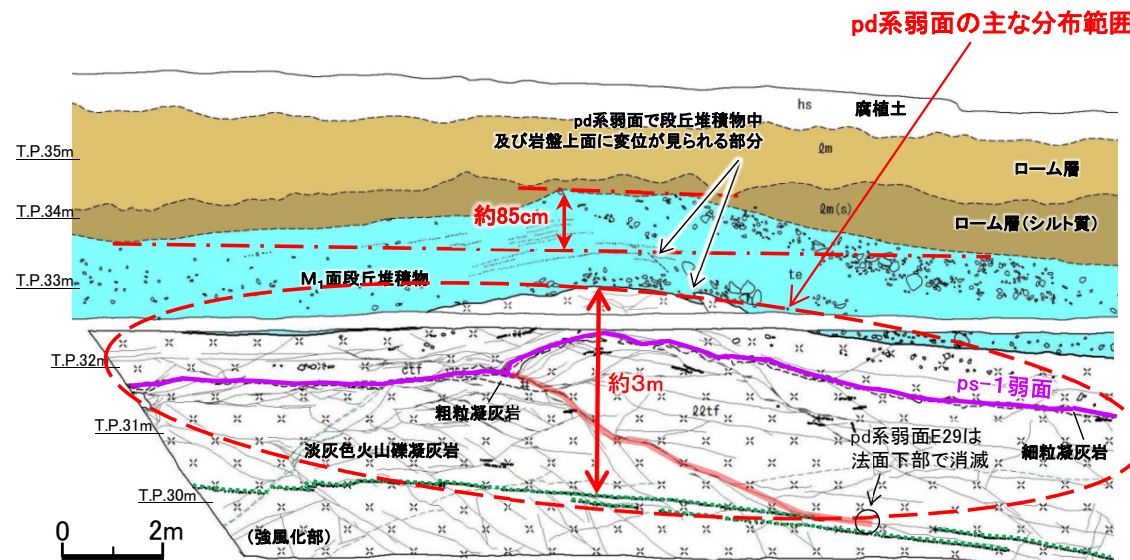 pd系弱面の主な分布範囲
hs
腐植土
pd系弱面で段丘堆積物中
及び岩盤上面に変位が見られる部分
T.P.35m
ℓm
ローム層
T.P.34m
約85cm
ℓm(s)
ローム層(シルト質)
T.P.33m
M₁面段丘堆積物
te
T.P.32m
ctf
約3m
ps-1弱面
粗粒凝灰岩
ℓℓtf
T.P.31m
淡灰色火山礫凝灰岩
pd系弱面E29は
法面下部で消滅
細粒凝灰岩
T.P.30m
(強風化部)
0 2m